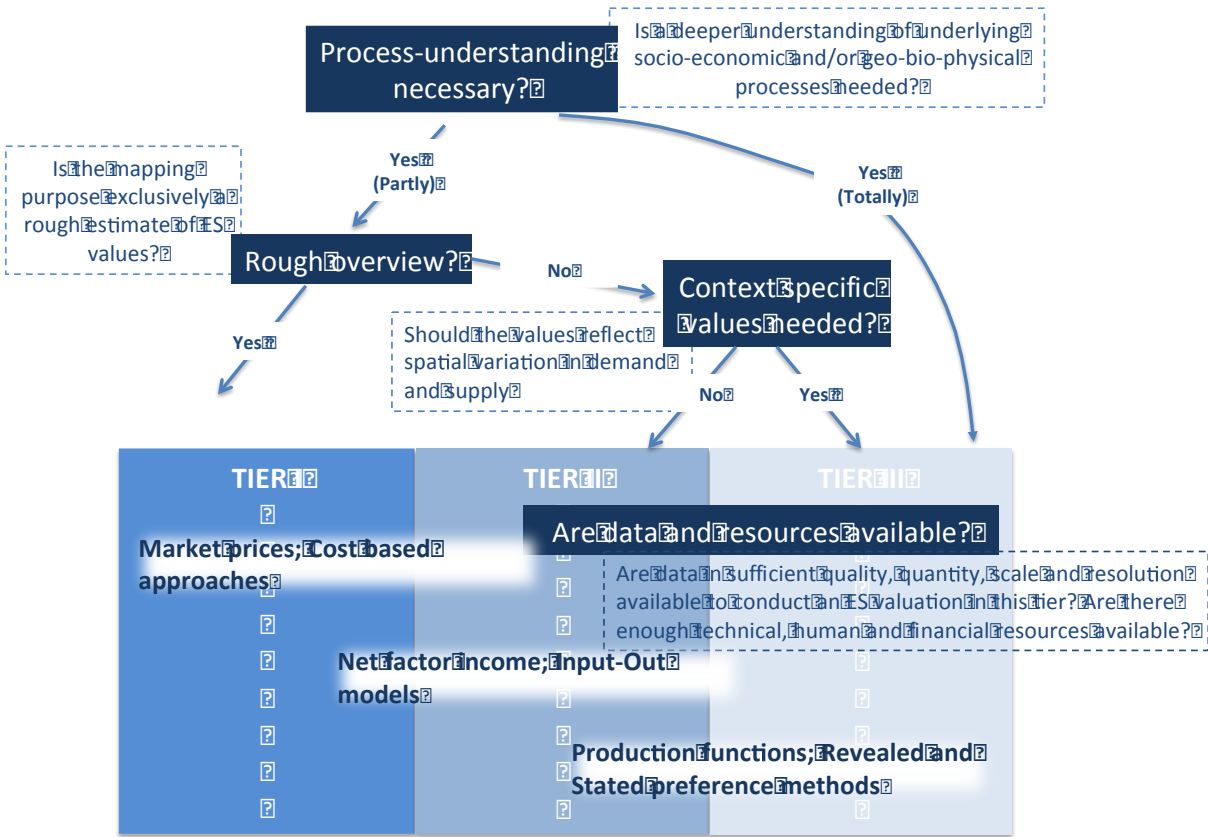 Process-understanding
necessary?
Is a deeper understanding of underlying
socio-economic and/or geo-bio-physical
processes needed?
Is the mapping
purpose exclusively a
rough estimate of ES
values?
Yes
(Partly)
Yes
(Totally)
Rough overview?
No
Context specific
values needed?
Yes
Should the values reflect
spatial variation in demand
and supply
No
Yes
TIER I
TIER II
TIER III
Are data and resources available?
Market prices; Cost based
approaches
Are data in sufficient quality, quantity, scale and resolution
available to conduct an ES valuation in this tier? Are there
enough technical, human and financial resources available?
Net factor income; Input-Out
models
Production functions; Revealed and
Stated preference methods